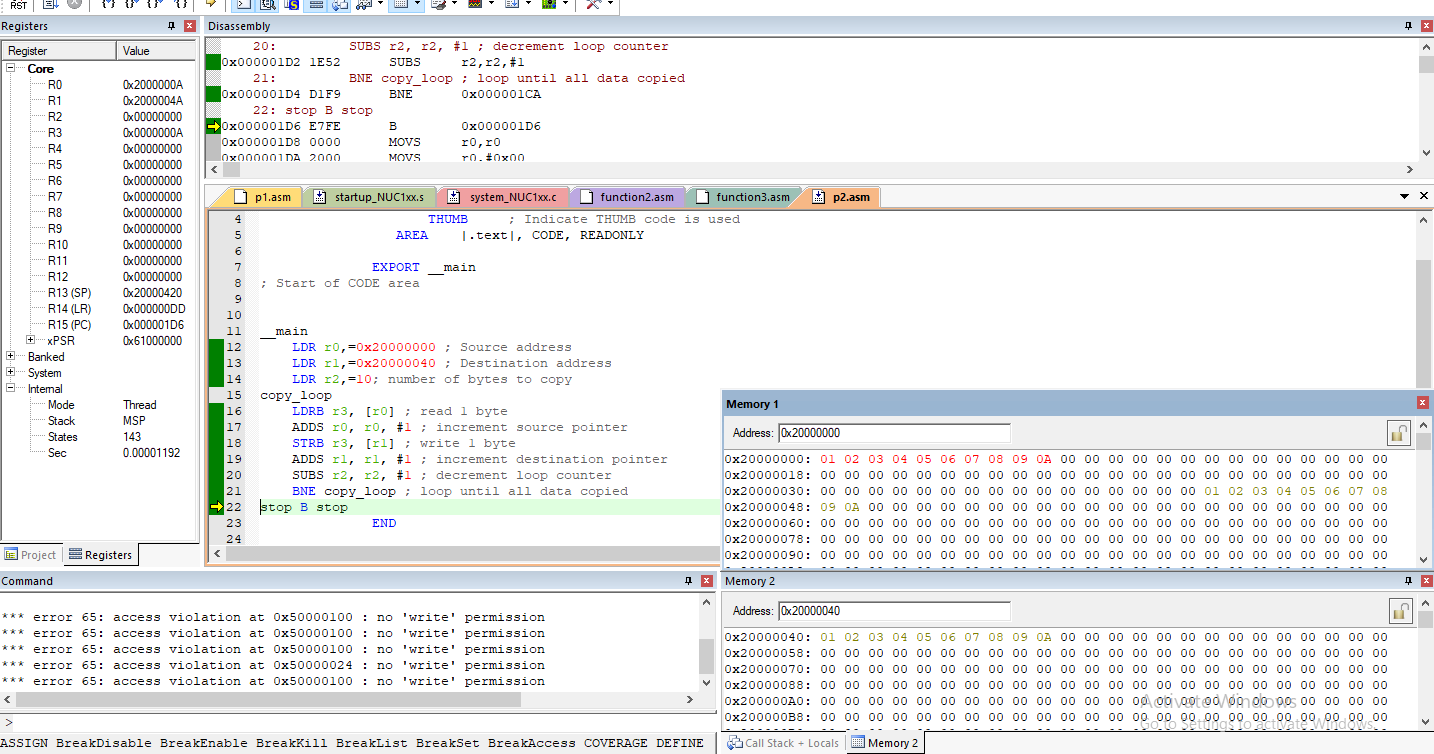 RST
Registers
Register Value
Core
R0 0x2000000A
R1 0x2000004A
R2 0x00000000
R3 0x0000000A
R4 0x00000000
R5 0x00000000
R6 0x00000000
R7 0x00000000
R8 0x00000000
R9 0x00000000
R10 0x00000000
R11 0x00000000
R12 0x00000000
R13 (SP) 0x20000420
R14 (LR) 0x000000DD
R15 (PC) 0x000001D6
xPSR 0x61000000
Banked
System
Internal
Mode Thread
Stack MSP
States 143
Sec 0.00001192
Project Registers
Disassembly
20: SUBS r2, r2, #1 ; decrement loop counter
0x000001D2 1E52 SUBS r2,r2,#1
21: BNE copy_loop ; loop until all data copied
0x000001D4 D1F9 BNE 0x000001CA
22: stop B stop
0x000001D6 E7FE B 0x000001D6
0x000001D8 0000 MOVS r0,r0
0x000001DA 2000 MOVS r0,#0x00
p1.asm startup_NUC1xx.s system_NUC1xx.c function2.asm function3.asm p2.asm
4 THUMB ; Indicate THUMB code is used
5 AREA |.text|, CODE, READONLY
6
7 EXPORT __main
8 ; Start of CODE area
9
10
11 __main
12 LDR r0,=0x20000000 ; Source address
13 LDR r1,=0x20000040 ; Destination address
14 LDR r2,=10; number of bytes to copy
15 copy_loop
16 LDRB r3, [r0] ; read 1 byte
17 ADDS r0, r0, #1 ; increment source pointer
18 STRB r3, [r1] ; write 1 byte
19 ADDS r1, r1, #1 ; increment destination pointer
20 SUBS r2, r2, #1 ; decrement loop counter
21 BNE copy_loop ; loop until all data copied
22 stop B stop
23 END
24
Memory 1
Address: 0x20000000
0x20000000: 01 02 03 04 05 06 07 08 09 0A 00 00 00 00 00 00 00 00 00 00 00 00 00 00
0x20000018: 00 00 00 00 00 00 00 00 00 00 00 00 00 00 00 00 00 00 00 00 00 00 00 00
0x20000030: 00 00 00 00 00 00 00 00 00 00 00 00 00 00 00 00 01 02 03 04 05 06 07 08
0x20000048: 09 0A 00 00 00 00 00 00 00 00 00 00 00 00 00 00 00 00 00 00 00 00 00 00
0x20000060: 00 00 00 00 00 00 00 00 00 00 00 00 00 00 00 00 00 00 00 00 00 00 00 00
0x20000078: 00 00 00 00 00 00 00 00 00 00 00 00 00 00 00 00 00 00 00 00 00 00 00 00
0x20000090: 00 00 00 00 00 00 00 00 00 00 00 00 00 00 00 00 00 00 00 00 00 00 00 00
Command
*** error 65: access violation at 0x50000100 : no 'write' permission
*** error 65: access violation at 0x50000100 : no 'write' permission
*** error 65: access violation at 0x50000100 : no 'write' permission
*** error 65: access violation at 0x50000024 : no 'write' permission
*** error 65: access violation at 0x50000100 : no 'write' permission
>
ASSIGN BreakDisable BreakEnable BreakKill BreakList BreakSet BreakAccess COVERAGE DEFINE
Memory 2
Address: 0x20000040
0x20000040: 01 02 03 04 05 06 07 08 09 0A 00 00 00 00 00 00 00 00 00 00 00 00 00 00
0x20000058: 00 00 00 00 00 00 00 00 00 00 00 00 00 00 00 00 00 00 00 00 00 00 00 00
0x20000070: 00 00 00 00 00 00 00 00 00 00 00 00 00 00 00 00 00 00 00 00 00 00 00 00
0x20000088: 00 00 00 00 00 00 00 00 00 00 00 00 00 00 00 00 00 00 00 00 00 00 00 00
0x200000A0: 00 00 00 00 00 00 00 00 00 00 00 00 00 00 00 00 00 00 00 00 00 00 00 00
0x200000B8: 00 00 00 00 00 00 00 00 00 00 00 00 00 00 00 00 00 00 00 00 00 00 00 00
Activate Windows
Go to Settings to activate Windows.
Call Stack + Locals Memory 2